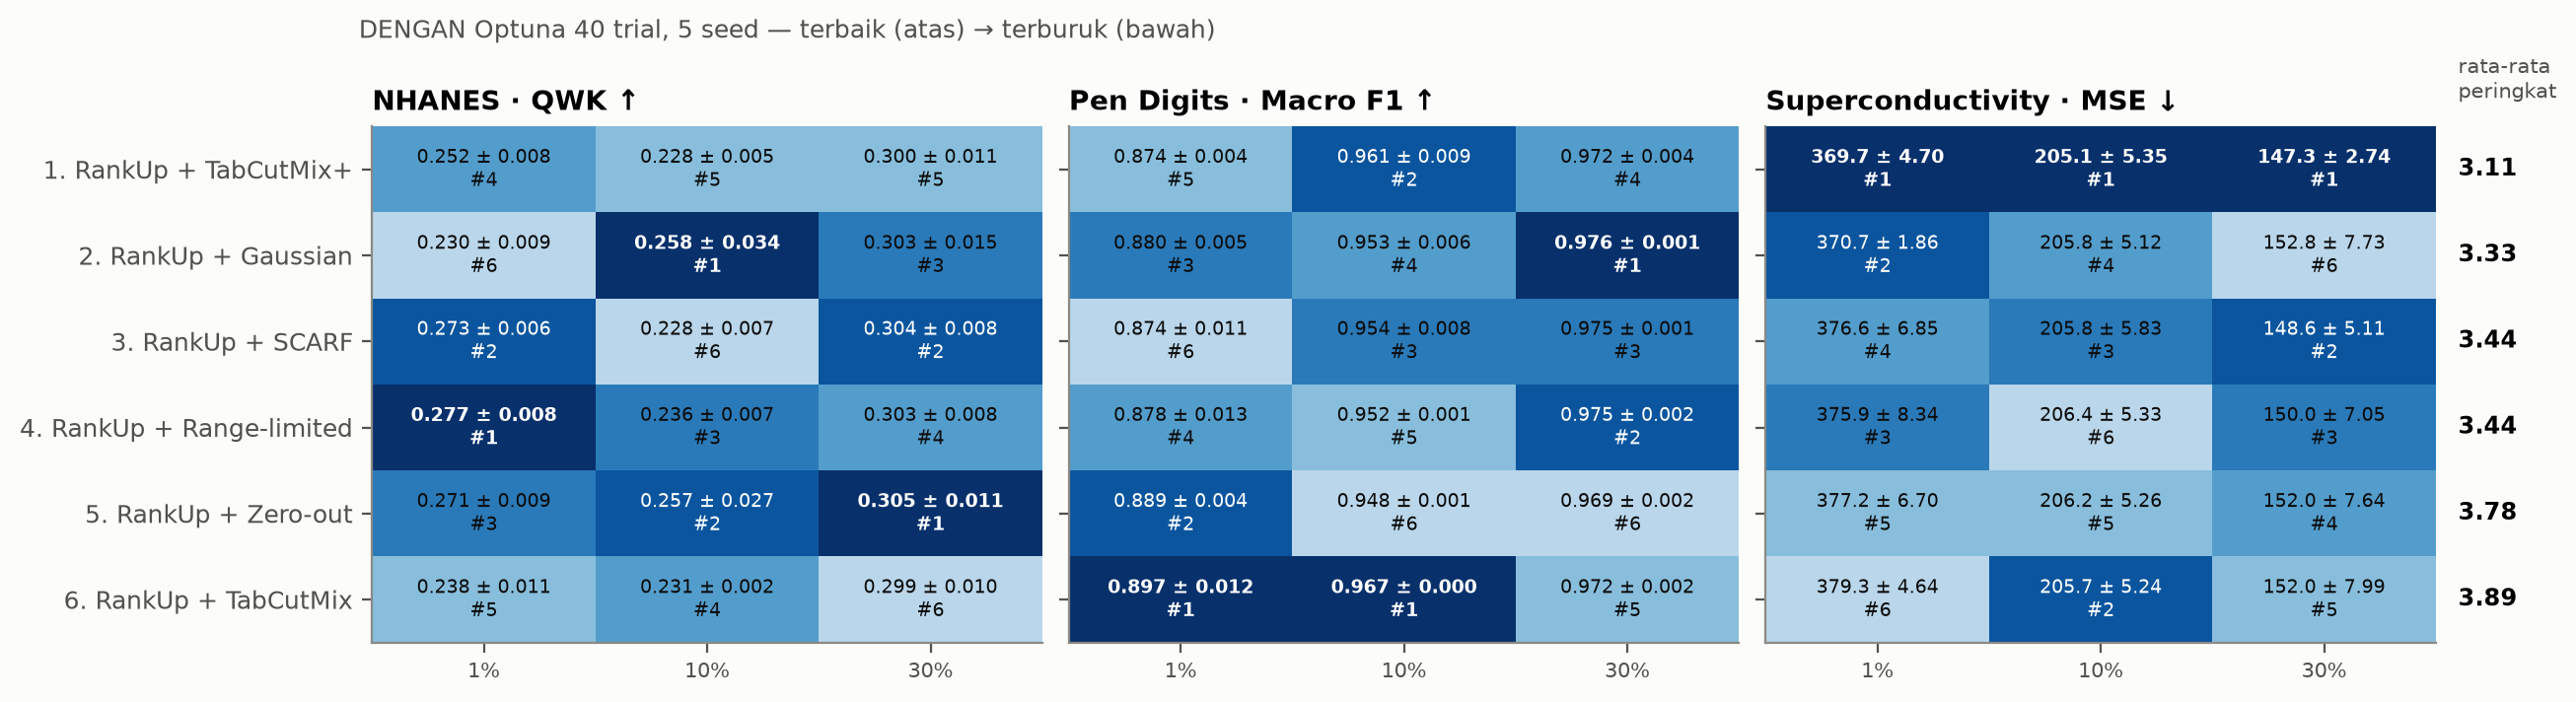 DENGAN Optuna 40 trial, 5 seed — terbaik (atas) → terburuk (bawah)
rata-rata
peringkat
NHANES · QWK ↑
Pen Digits · Macro F1 ↑
Superconductivity · MSE ↓
1. RankUp + TabCutMix+
0.252 ± 0.008
#4
0.228 ± 0.005
#5
0.300 ± 0.011
#5
0.874 ± 0.004
#5
0.961 ± 0.009
#2
0.972 ± 0.004
#4
369.7 ± 4.70
#1
205.1 ± 5.35
#1
147.3 ± 2.74
#1
3.11
2. RankUp + Gaussian
0.230 ± 0.009
#6
0.258 ± 0.034
#1
0.303 ± 0.015
#3
0.880 ± 0.005
#3
0.953 ± 0.006
#4
0.976 ± 0.001
#1
370.7 ± 1.86
#2
205.8 ± 5.12
#4
152.8 ± 7.73
#6
3.33
3. RankUp + SCARF
0.273 ± 0.006
#2
0.228 ± 0.007
#6
0.304 ± 0.008
#2
0.874 ± 0.011
#6
0.954 ± 0.008
#3
0.975 ± 0.001
#3
376.6 ± 6.85
#4
205.8 ± 5.83
#3
148.6 ± 5.11
#2
3.44
4. RankUp + Range-limited
0.277 ± 0.008
#1
0.236 ± 0.007
#3
0.303 ± 0.008
#4
0.878 ± 0.013
#4
0.952 ± 0.001
#5
0.975 ± 0.002
#2
375.9 ± 8.34
#3
206.4 ± 5.33
#6
150.0 ± 7.05
#3
3.44
5. RankUp + Zero-out
0.271 ± 0.009
#3
0.257 ± 0.027
#2
0.305 ± 0.011
#1
0.889 ± 0.004
#2
0.948 ± 0.001
#6
0.969 ± 0.002
#6
377.2 ± 6.70
#5
206.2 ± 5.26
#5
152.0 ± 7.64
#4
3.78
6. RankUp + TabCutMix
0.238 ± 0.011
#5
0.231 ± 0.002
#4
0.299 ± 0.010
#6
0.897 ± 0.012
#1
0.967 ± 0.000
#1
0.972 ± 0.002
#5
379.3 ± 4.64
#6
205.7 ± 5.24
#2
152.0 ± 7.99
#5
3.89
1%
10%
30%
1%
10%
30%
1%
10%
30%